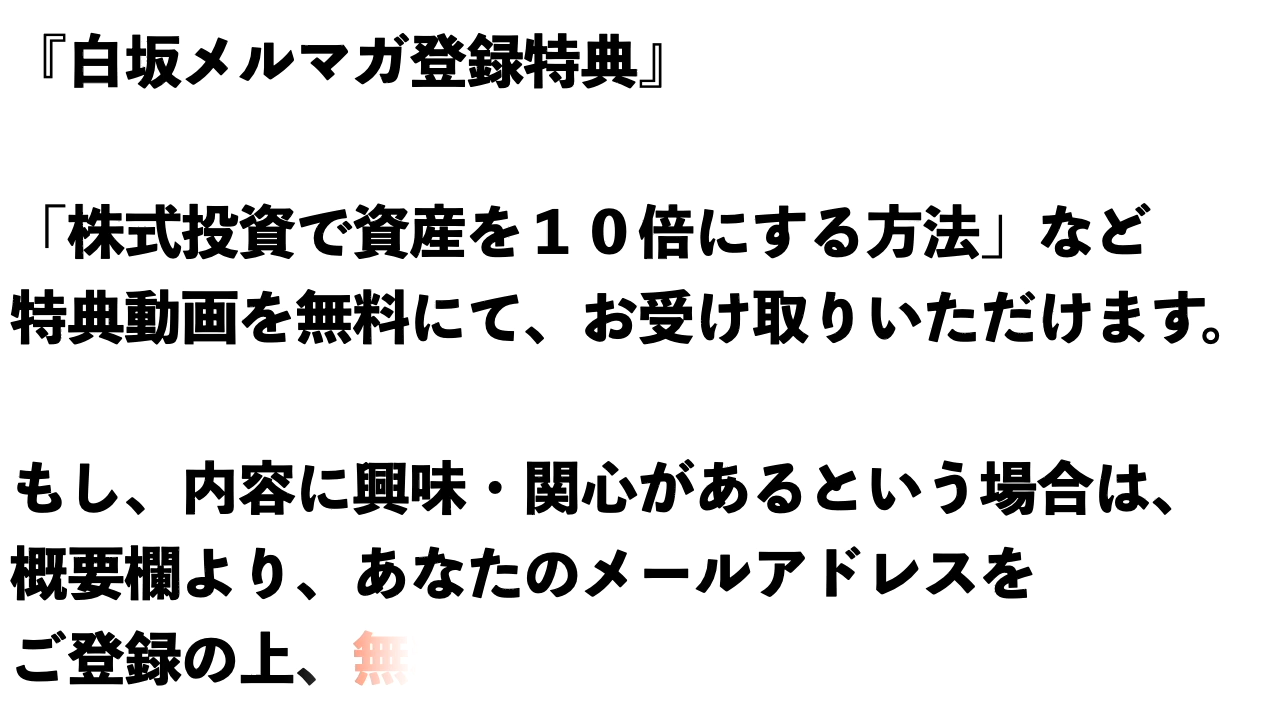 『白坂メルマガ登録特典』
「株式投資で資産を１０倍にする方法」など
特典動画を無料にて、お受け取りいただけます。
もし、内容に興味・関心があるという場合は、
概要欄より、あなたのメールアドレスを
ご登録の上、無